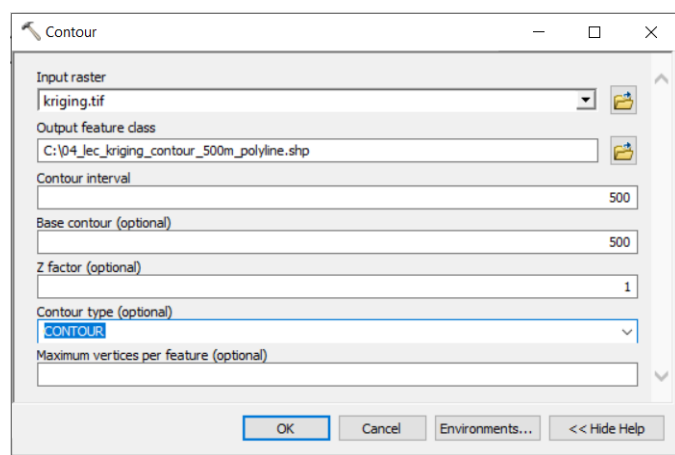 Contour
Input raster
kriging.tif
Output feature class
C:\04_lec_kriging_contour_500m_polyline.shp
Contour interval
500
Base contour (optional)
500
Z factor (optional)
1
Contour type (optional)
CONTOUR
Maximum vertices per feature (optional)
OK Cancel Environments... << Hide Help